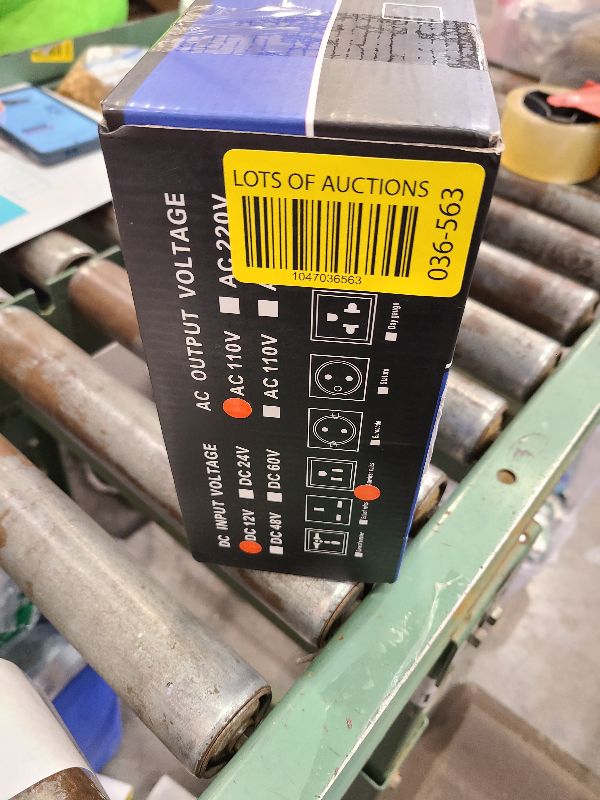 LOTS OF AUCTIONS
1047036563
036-563
AC OUTPUT VOLTAGE
AC 110V
AC 220V
AC 110V
DC INPUT VOLTAGE
DC12V
DC24V
DC48V
DC60V